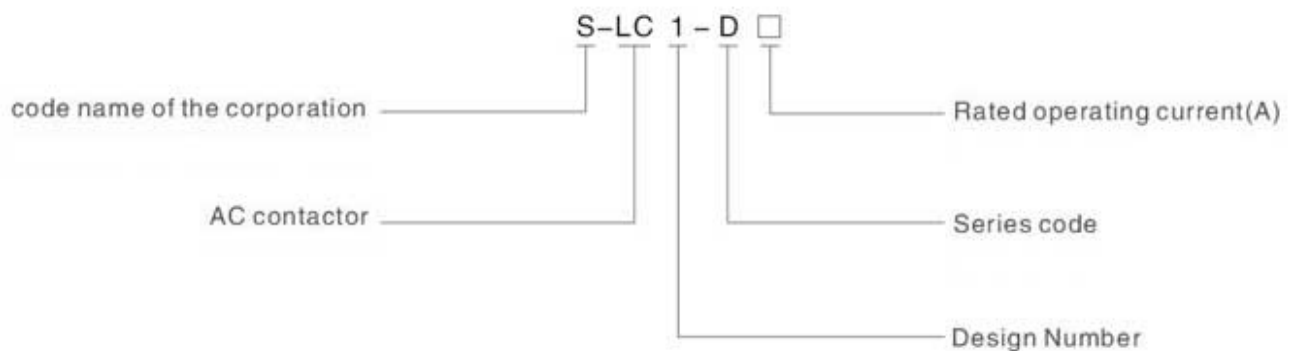 S-LC 1 - D □
code name of the corporation
Rated operating current(A)
AC contactor
Series code
Design Number